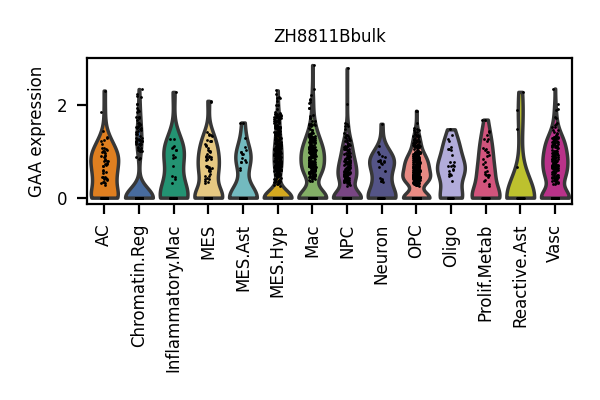 ZH8811Bbulk
GAA expression
2
0
AC
Chromatin.Reg
Inflammatory.Mac
MES
MES.Ast
MES.Hyp
Mac
NPC
Neuron
OPC
Oligo
Prolif.Metab
Reactive.Ast
Vasc